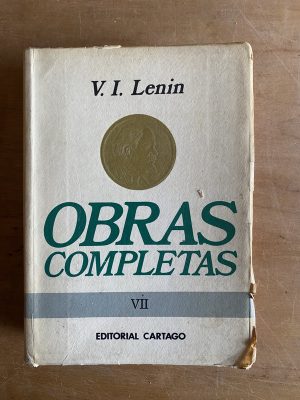 V. I. Lenin
OBRAS
COMPLETAS
VII
EDITORIAL CARTAGO